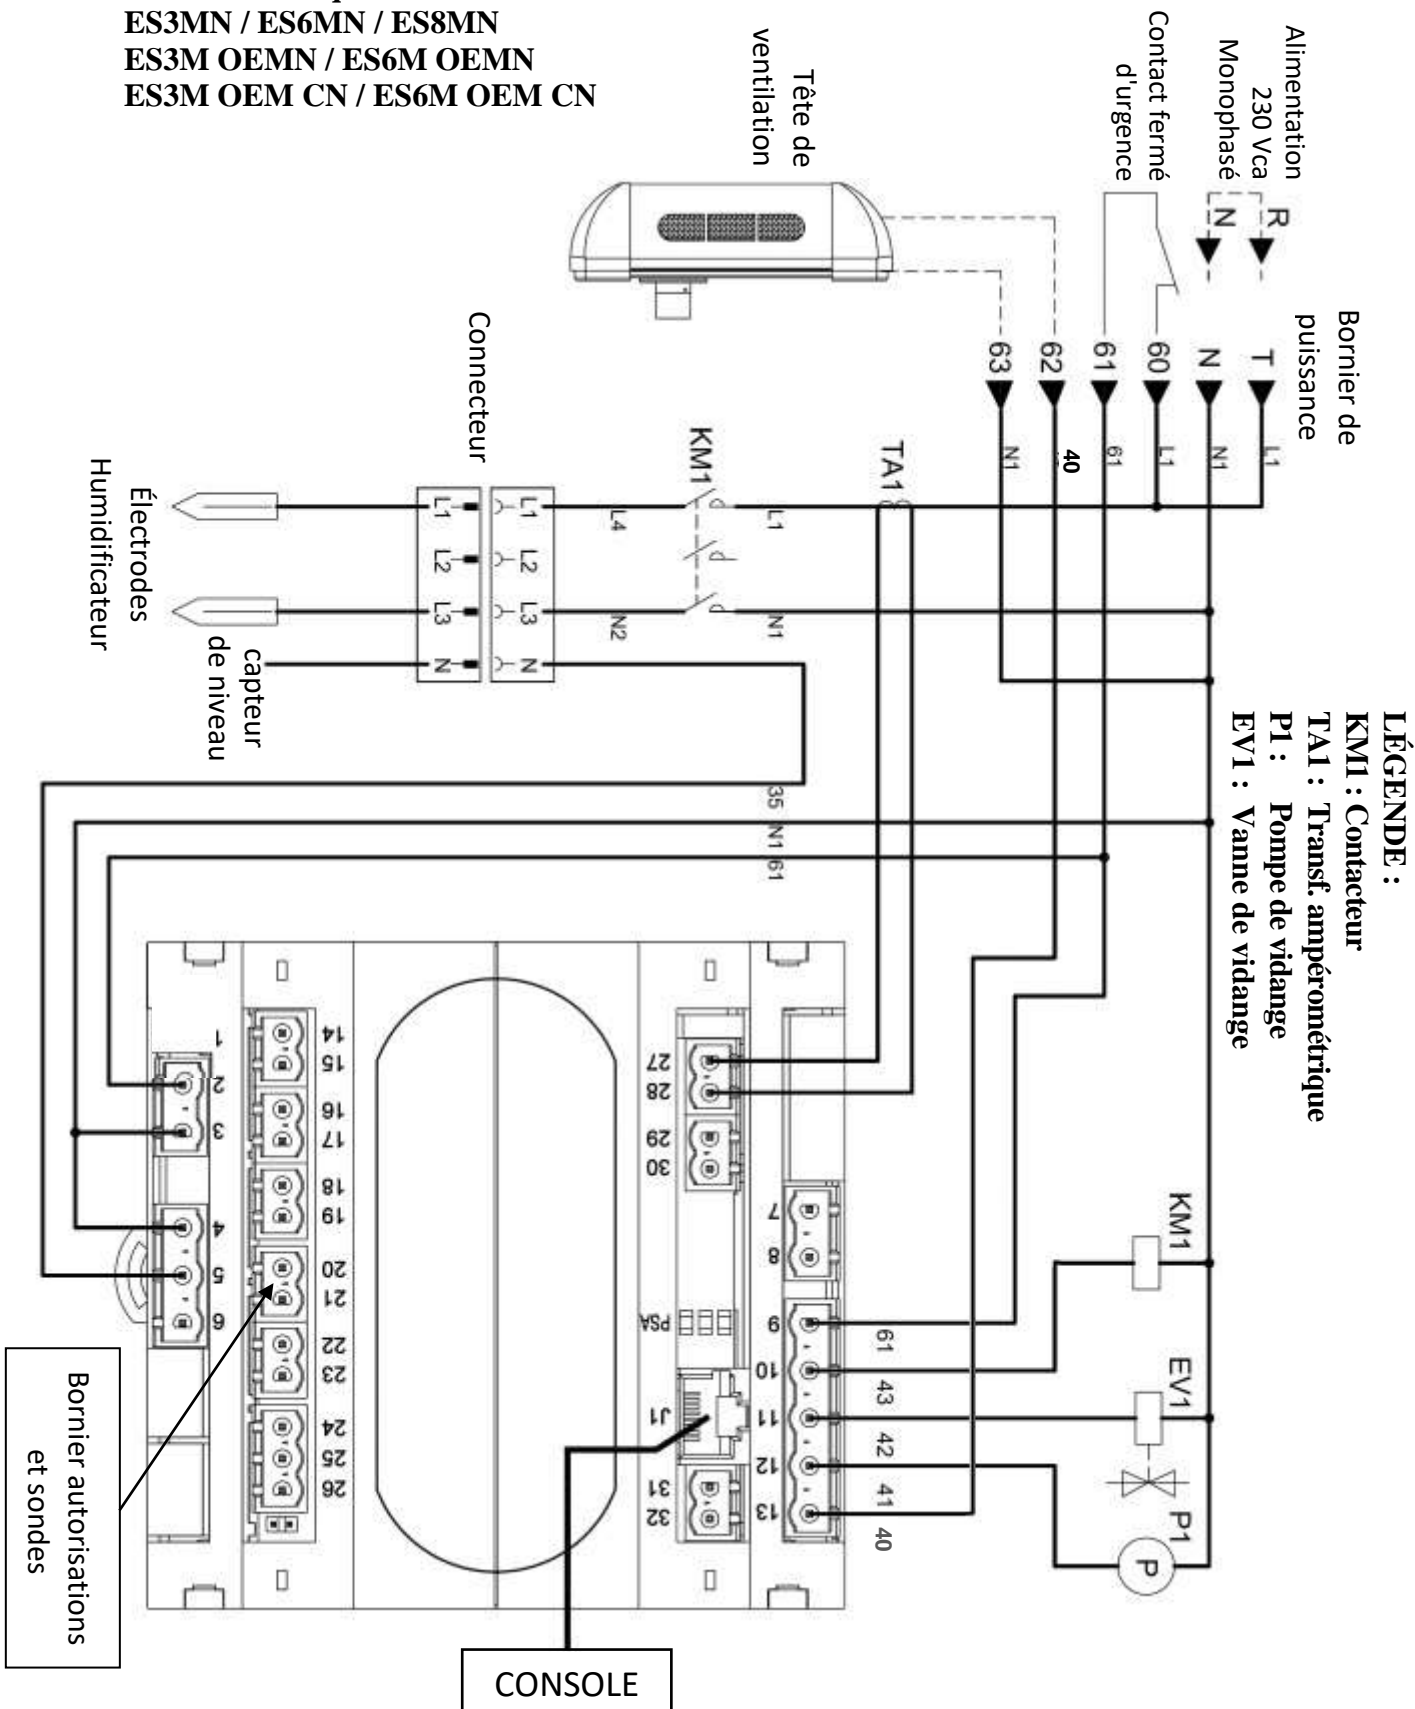 ES3MN / ES6MN / ES8MN
ES3M OEMN / ES6M OEMN
ES3M OEM CN / ES6M OEM CN
Alimentation
230 Vca
Monophasé
Contact fermé
d'urgence
Tête de
ventilation
R
N
Bornier de
puissance
T
N
60
61
62
63
L1
N1
L1
61
40
N1
TA1
KM1
L1
N1
L4
N2
Connecteur
L1
L2
L3
N
L1
L2
L3
N
Électrodes
Humidificateur
capteur
de niveau
LÉGENDE :
KM1 : Contacteur
TA1 : Transf. ampérométrique
P1 : Pompe de vidange
EV1 : Vanne de vidange
35
N1
61
1
2
3
4
5
6
14
15
16
17
18
19
20
21
22
23
24
25
26
27
28
29
30
PSA
J1
31
32
7
8
9
10
11
12
13
61
43
42
41
40
KM1
EV1
P1
P
Bornier autorisations
et sondes
CONSOLE